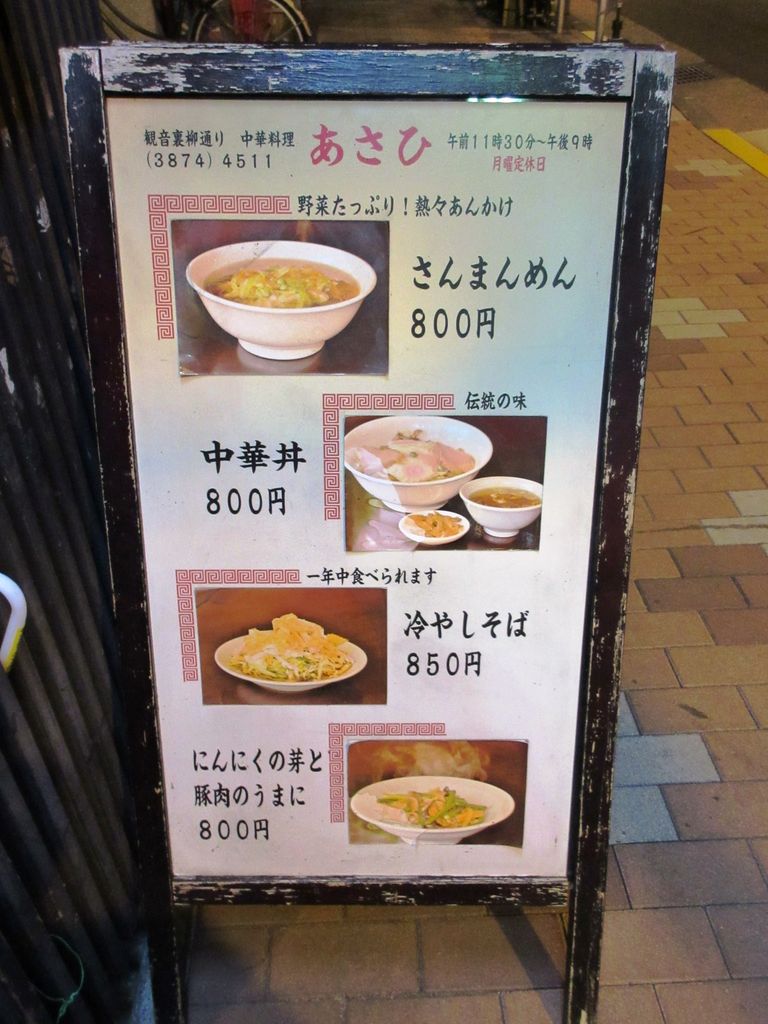 観音裏柳通り 中華料理
(3874) 4511
あさひ
午前11時30分～午後9時
月曜定休日
野菜たっぷり！熱々あんかけ
さんまんめん
800円
伝統の味
中華丼
800円
一年中食べられます
冷やしそば
850円
にんにくの芽と
豚肉のうまに
800円